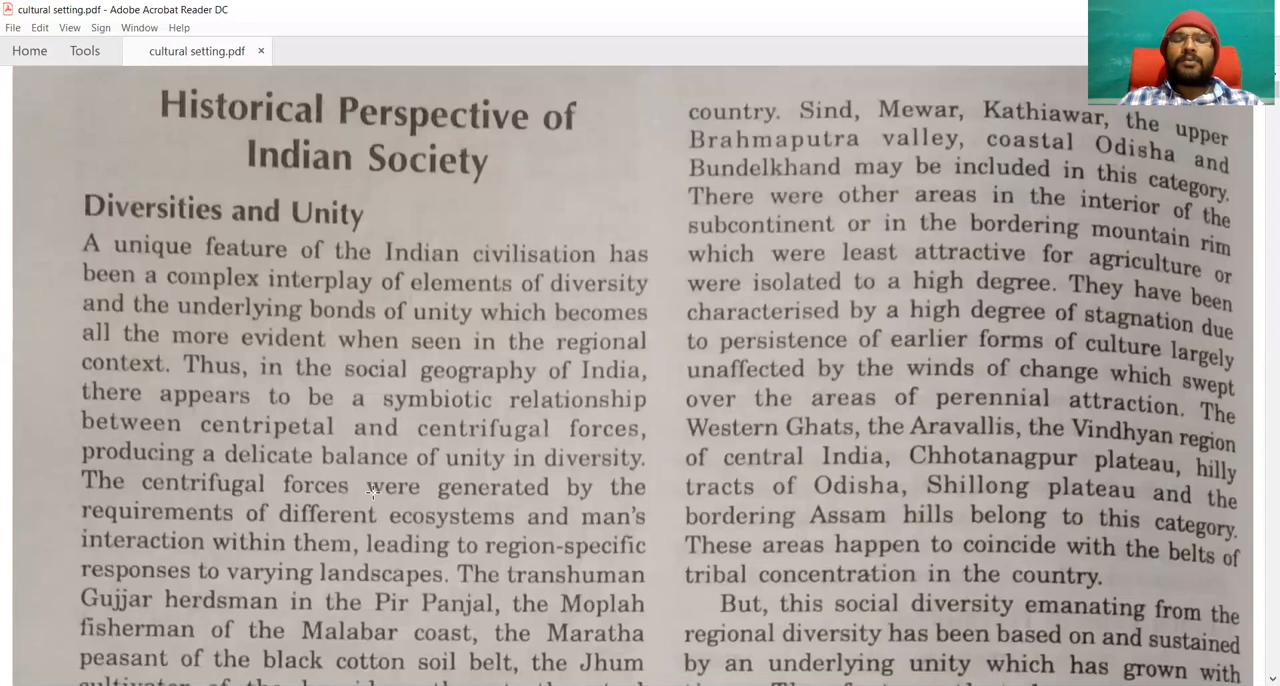 cultural setting.pdf - Adobe Acrobat Reader DC
File Edit View Sign Window Help
Home Tools cultural setting.pdf ×
Historical Perspective of
Indian Society
Diversities and Unity
A unique feature of the Indian civilisation has
been a complex interplay of elements of diversity
and the underlying bonds of unity which becomes
all the more evident when seen in the regional
context. Thus, in the social geography of India,
there appears to be a symbiotic relationship
between centripetal and centrifugal forces,
producing a delicate balance of unity in diversity.
The centrifugal forces were generated by the
requirements of different ecosystems and man's
interaction within them, leading to region-specific
responses to varying landscapes. The transhuman
Gujjar herdsman in the Pir Panjal, the Moplah
fisherman of the Malabar coast, the Maratha
peasant of the black cotton soil belt, the Jhum
country. Sind, Mewar, Kathiawar, the upper
Brahmaputra valley, coastal Odisha and
Bundelkhand may be included in this category.
There were other areas in the interior of the
subcontinent or in the bordering mountain rim
which were least attractive for agriculture or
were isolated to a high degree. They have been
characterised by a high degree of stagnation due
to persistence of earlier forms of culture largely
unaffected by the winds of change which swept
over the areas of perennial attraction. The
Western Ghats, the Aravallis, the Vindhyan region
of central India, Chhotanagpur plateau, hilly
tracts of Odisha, Shillong plateau and the
bordering Assam hills belong to this category.
These areas happen to coincide with the belts of
tribal concentration in the country.
But, this social diversity emanating from the
regional diversity has been based on and sustained
by an underlying unity which has grown with